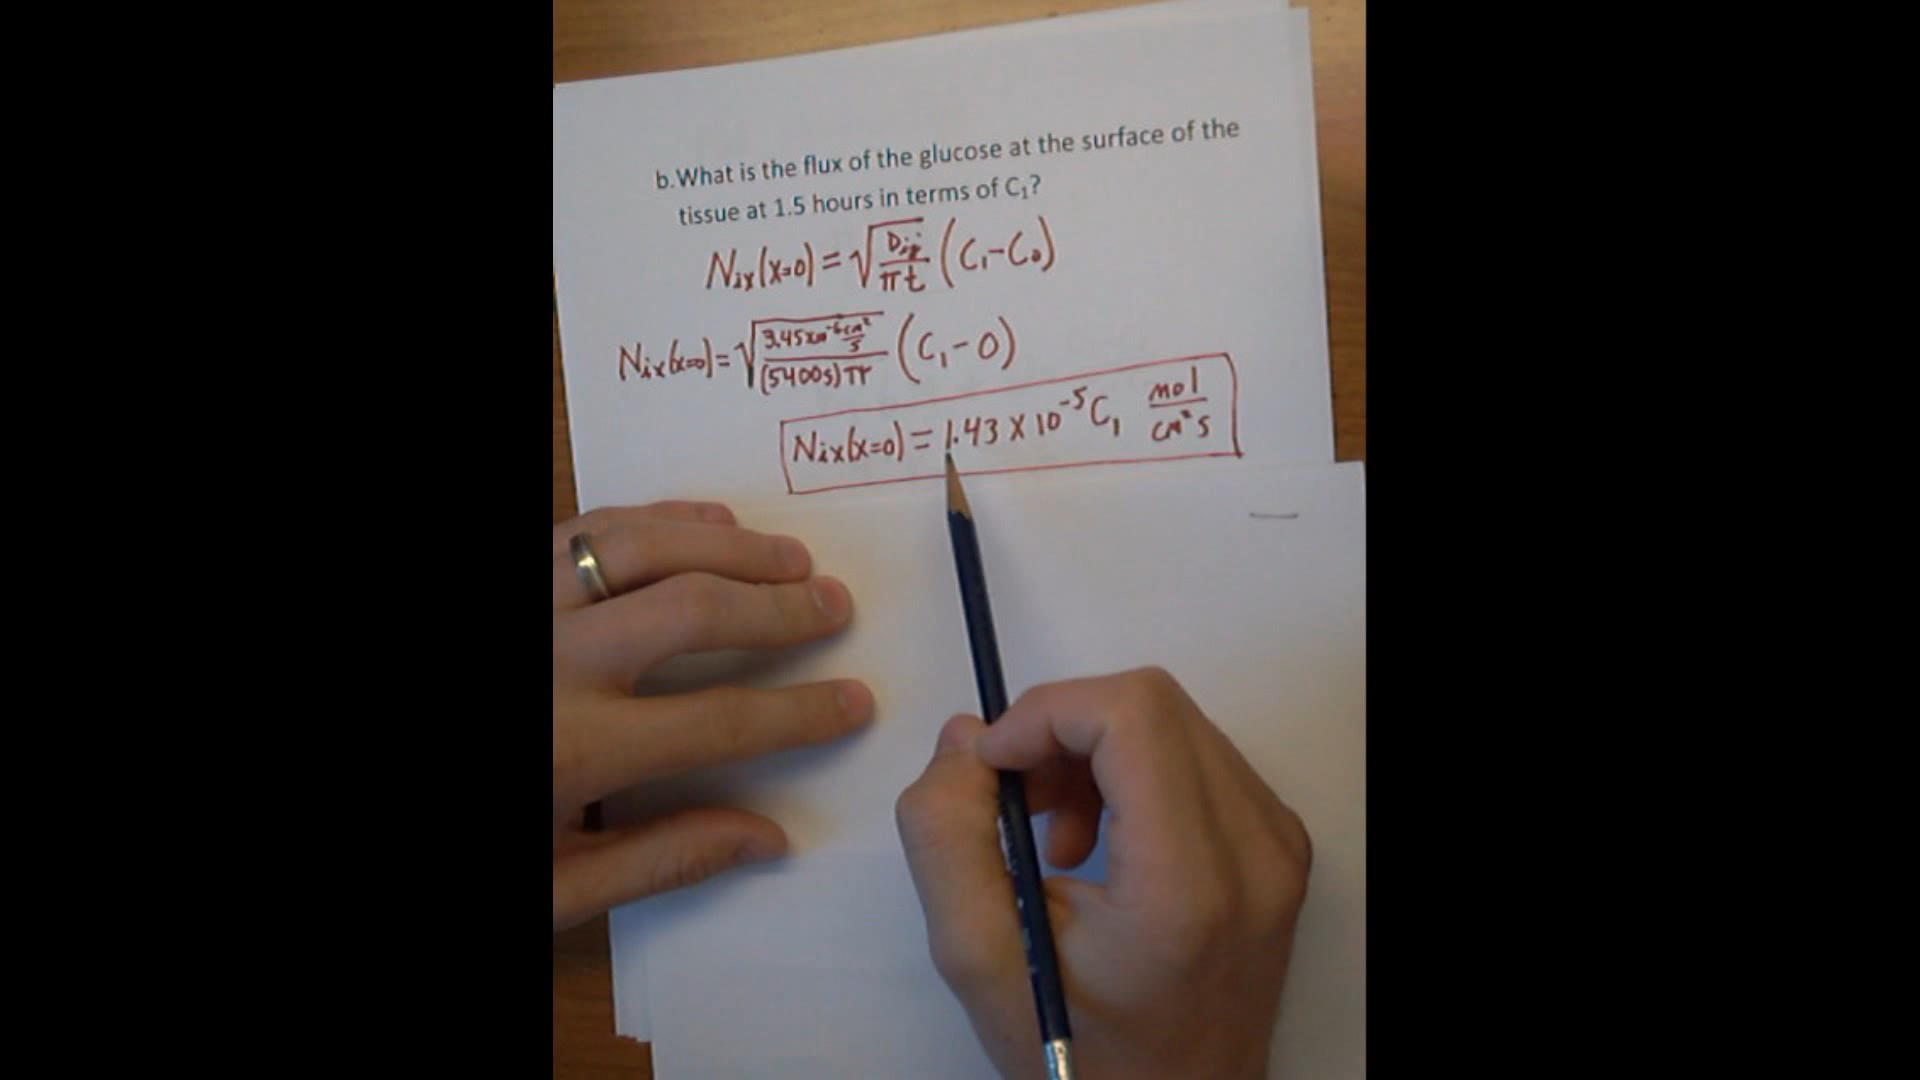 b. What is the flux of the glucose at the surface of the
tissue at 1.5 hours in terms of C₁?
Nix(x=0) = √(Dij/πt) (C₁-C₀)
Nix(x=0) = √(3.45x10⁻⁶ cm²/s / (5400s)π) (C₁-0)
Nix(x=0) = 1.43 x 10⁻⁵ C₁ mol/cm²s